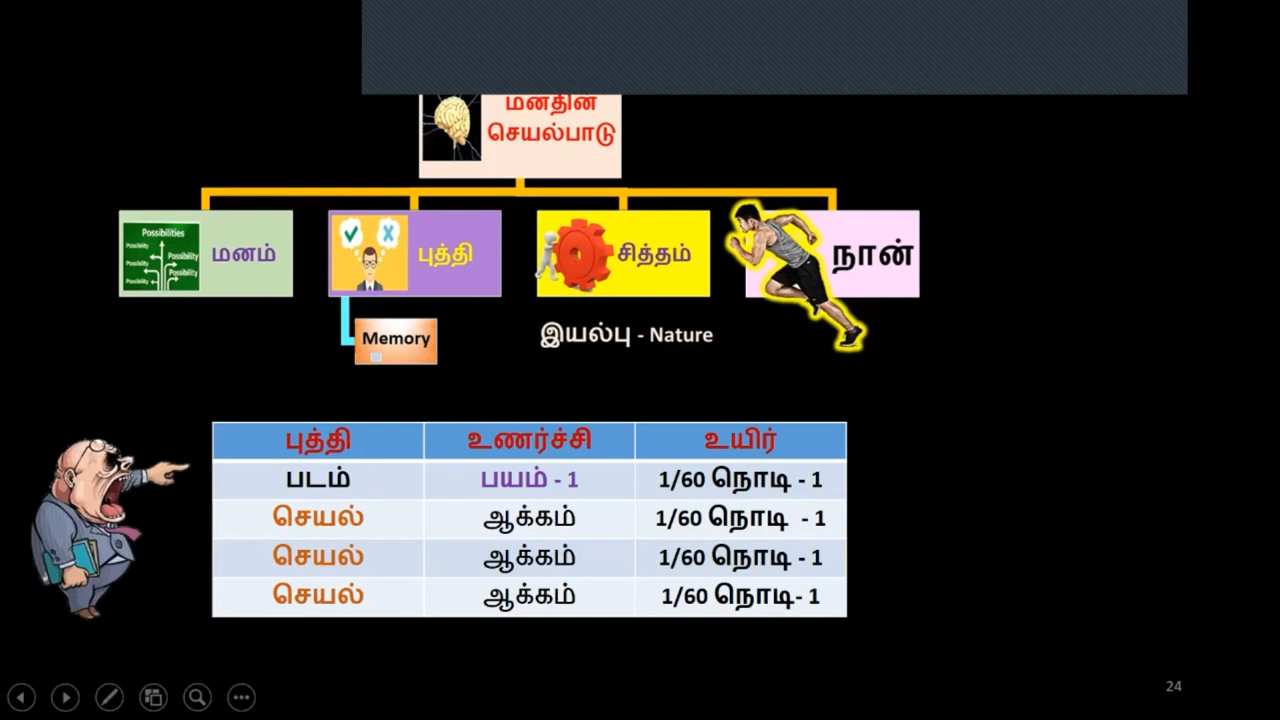 மனதின்
செயல்பாடு
Possibilities
Possibility
Possibility
Possibility
Possibility
Possibility
மனம்
புத்தி
சித்தம்
நான்
Memory
இயல்பு - Nature
புத்தி உணர்ச்சி உயிர்
படம் பயம் - 1 1/60 நொடி - 1
செயல் ஆக்கம் 1/60 நொடி - 1
செயல் ஆக்கம் 1/60 நொடி - 1
செயல் ஆக்கம் 1/60 நொடி- 1
24